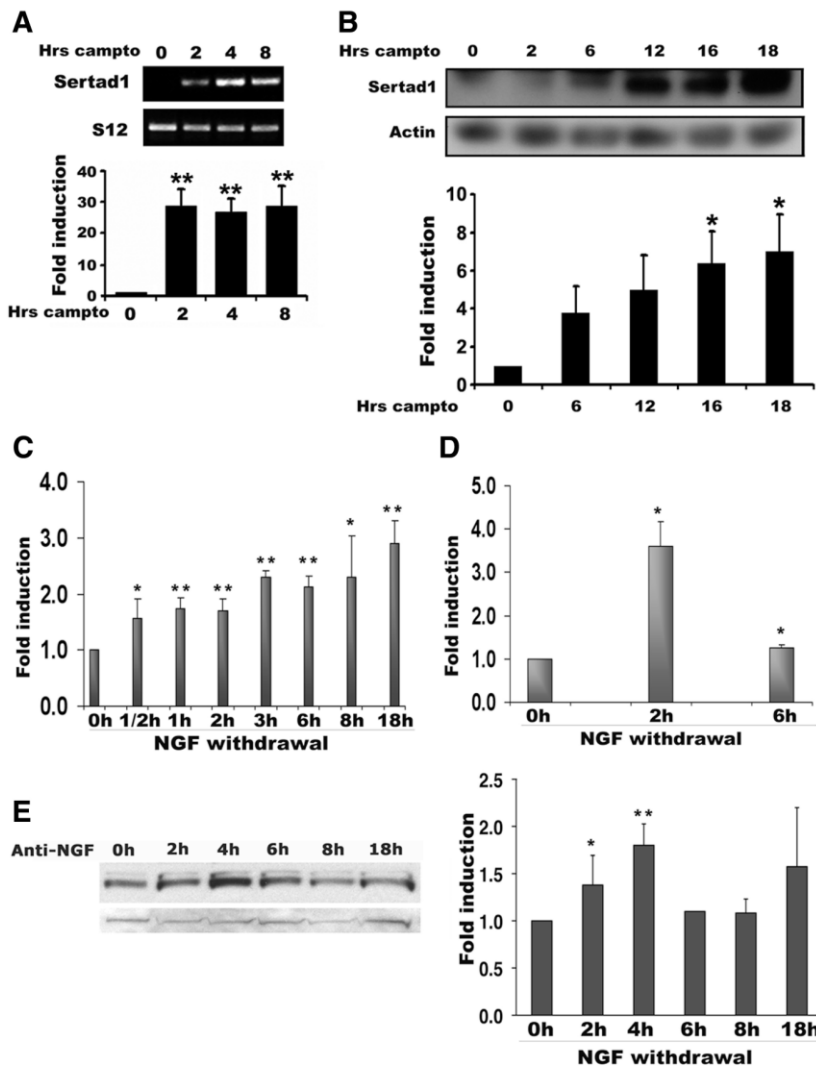 A
Hrs campto 0 2 4 8
Sertad1
S12
Fold induction
40
30
20
10
0
** ** **
Hrs campto 0 2 4 8
B
Hrs campto 0 2 6 12 16 18
Sertad1
Actin
Fold induction
10
8
6
4
2
0
* *
0 6 12 16 18
Hrs campto
C
Fold induction
4.0
3.0
2.0
1.0
0.0
* ** ** ** ** * **
0h 1/2h 1h 2h 3h 6h 8h 18h
NGF withdrawal
D
Fold induction
5.0
4.0
3.0
2.0
1.0
0.0
* *
0h 2h 6h
NGF withdrawal
E
Anti-NGF 0h 2h 4h 6h 8h 18h
Fold induction
2.5
2.0
1.5
1.0
0.5
0.0
* **
0h 2h 4h 6h 8h 18h
NGF withdrawal